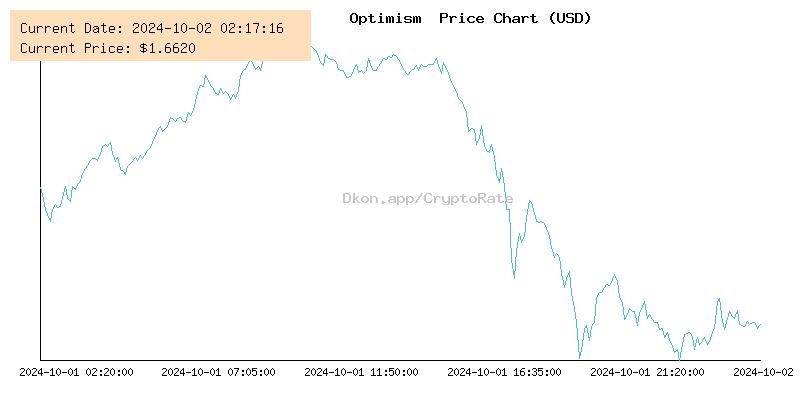 Optimism  Price Chart (USD)
Current Date: 2024-10-02 02:17:16
Current Price: $1.6620
Dkon.app/CryptoRate
2024-10-01 02:20:00 2024-10-01 07:05:00 2024-10-01 11:50:00 2024-10-01 16:35:00 2024-10-01 21:20:00 2024-10-02